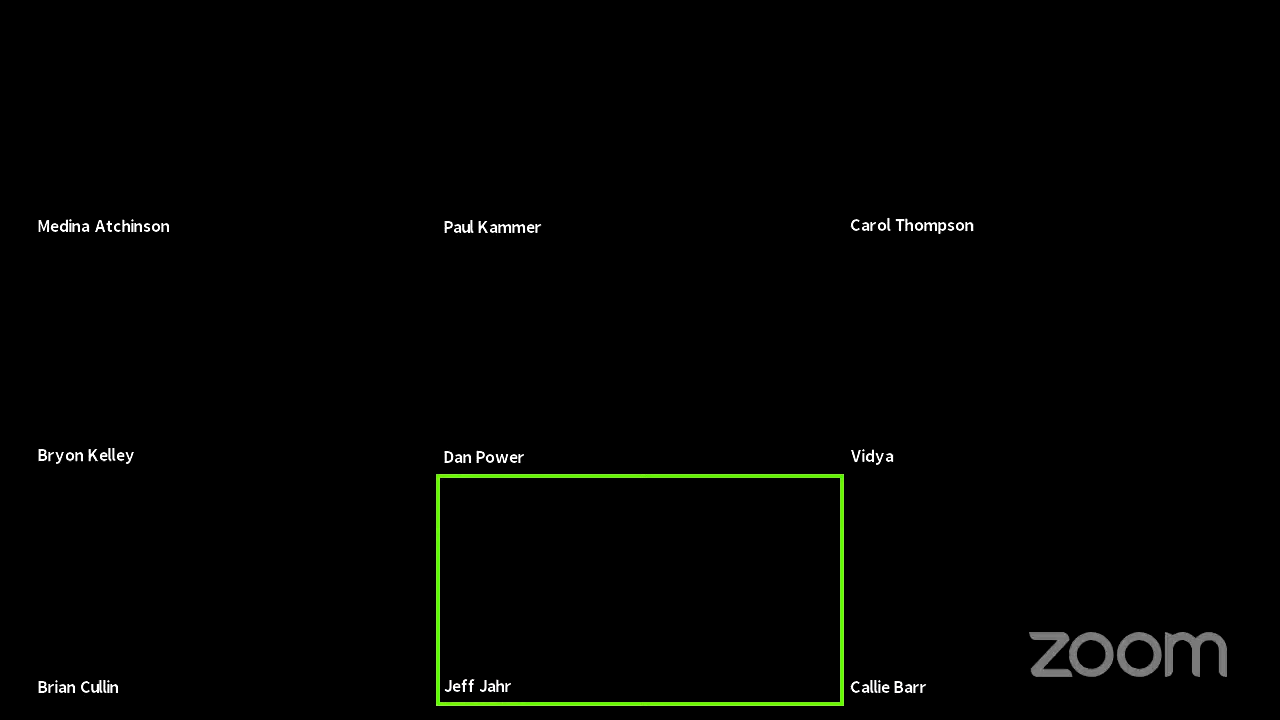 Medina Atchinson
Paul Kammer
Carol Thompson
Bryon Kelley
Dan Power
Vidya
Brian Cullin
Jeff Jahr
Callie Barr
zoom